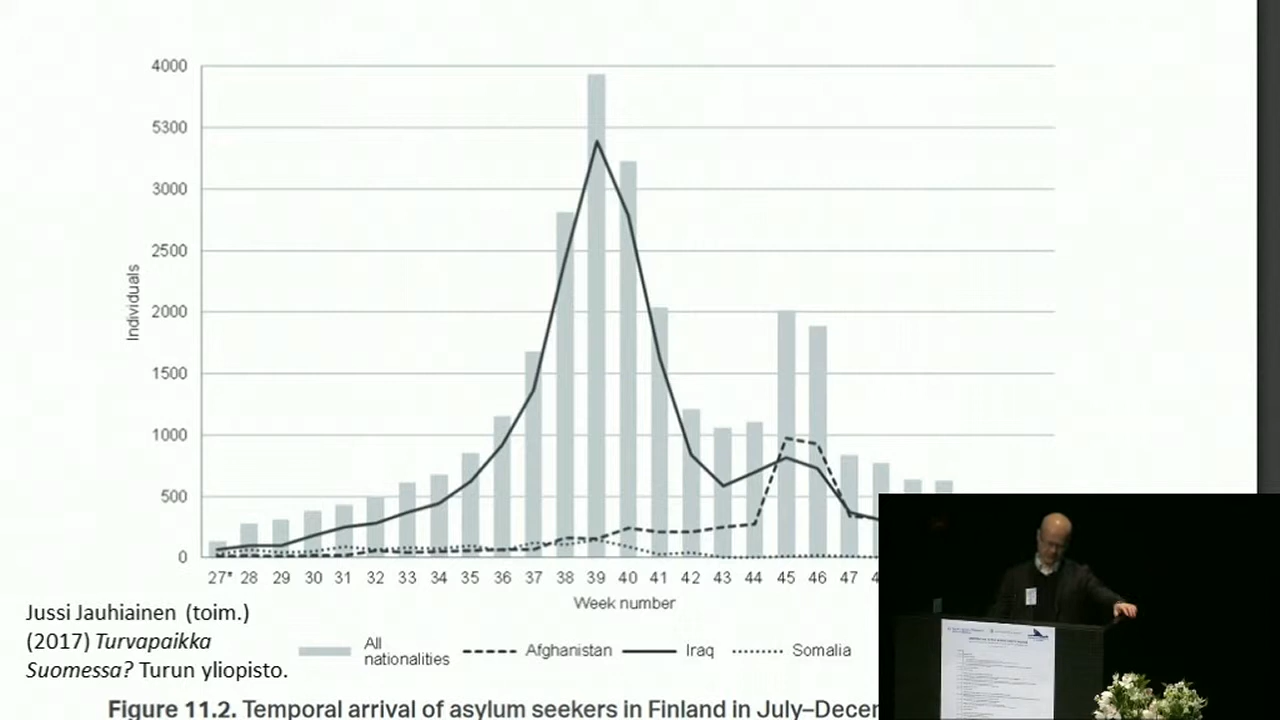 4000
5300
3000
2500
2000
1500
1000
500
0
Individuals
27* 28 29 30 31 32 33 34 35 36 37 38 39 40 41 42 43 44 45 46 47
Week number
Jussi Jauhiainen (toim.)
(2017) Turvapaikka
Suomessa? Turun yliopisto.
All
nationalities
Afghanistan
Iraq
Somalia
Figure 11.2. Temporal arrival of asylum seekers in Finland in July–Decem